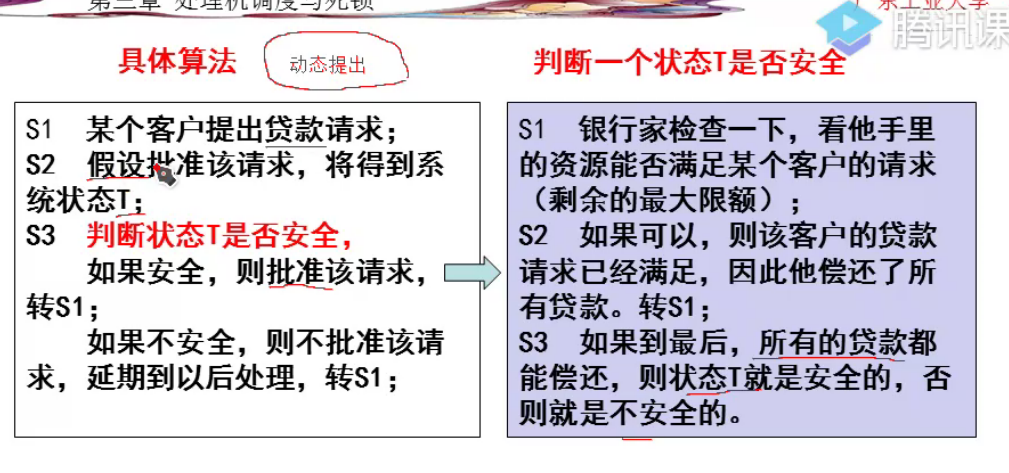 第三章 处理机调度与死锁
广东工业大学
腾讯课
具体算法
动态提出
判断一个状态T是否安全
S1 某个客户提出贷款请求；
S2 假设批准该请求，将得到系
统状态T；
S3 判断状态T是否安全，
如果安全，则批准该请求，
转S1；
如果不安全，则不批准该请
求，延期到以后处理，转S1；
S1 银行家检查一下，看他手里
的资源能否满足某个客户的请求
（剩余的最大限额）；
S2 如果可以，则该客户的贷款
请求已经满足，因此他偿还了所
有贷款。转S1；
S3 如果到最后，所有的贷款都
能偿还，则状态T就是安全的，否
则就是不安全的。